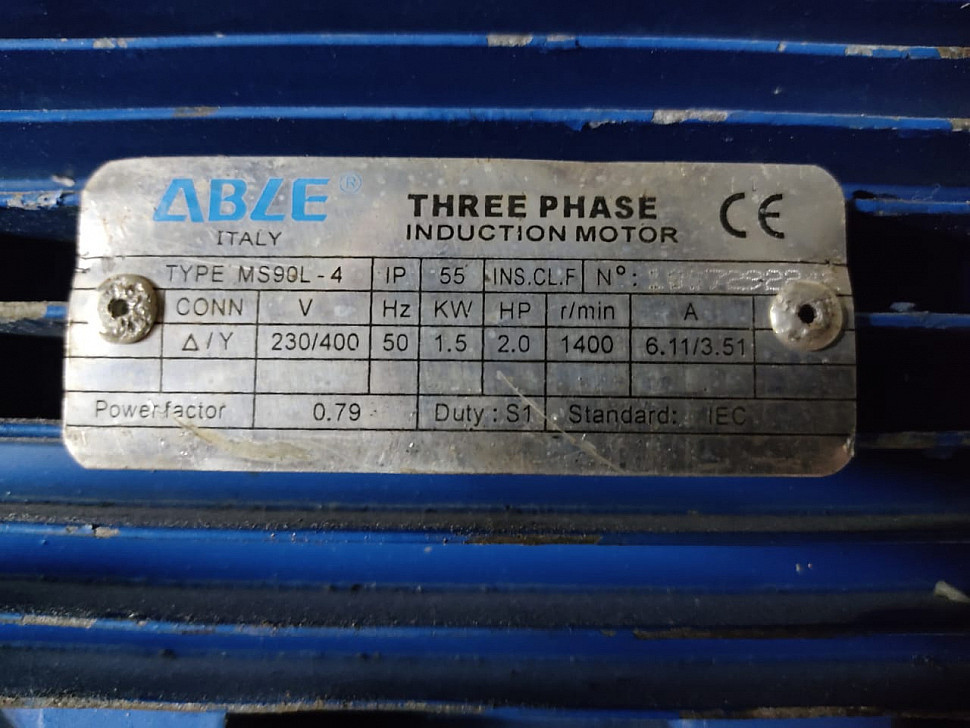 ABLE®
ITALY
THREE PHASE
INDUCTION MOTOR
CE
TYPE MS90L-4 IP 55 INS.CL.F Nº:
CONN V Hz KW HP r/min A
Δ/Y 230/400 50 1.5 2.0 1400 6.11/3.51
Power factor 0.79 Duty: S1 Standard: IEC